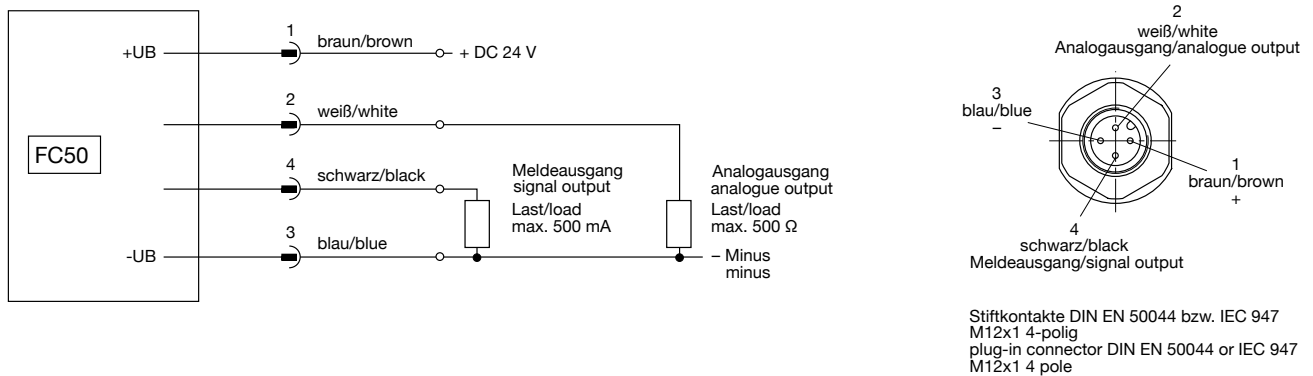 1
+UB
braun/brown
+ DC 24 V
2
weiß/white
FC50
4
schwarz/black
Meldeausgang
signal output
Last/load
max. 500 mA
Analogausgang
analogue output
Last/load
max. 500 Ω
3
-UB
blau/blue
– Minus
minus
2
weiß/white
Analogausgang/analogue output
3
blau/blue
–
1
braun/brown
+
4
schwarz/black
Meldeausgang/signal output
Stiftkontakte DIN EN 50044 bzw. IEC 947
M12x1 4-polig
plug-in connector DIN EN 50044 or IEC 947
M12x1 4 pole